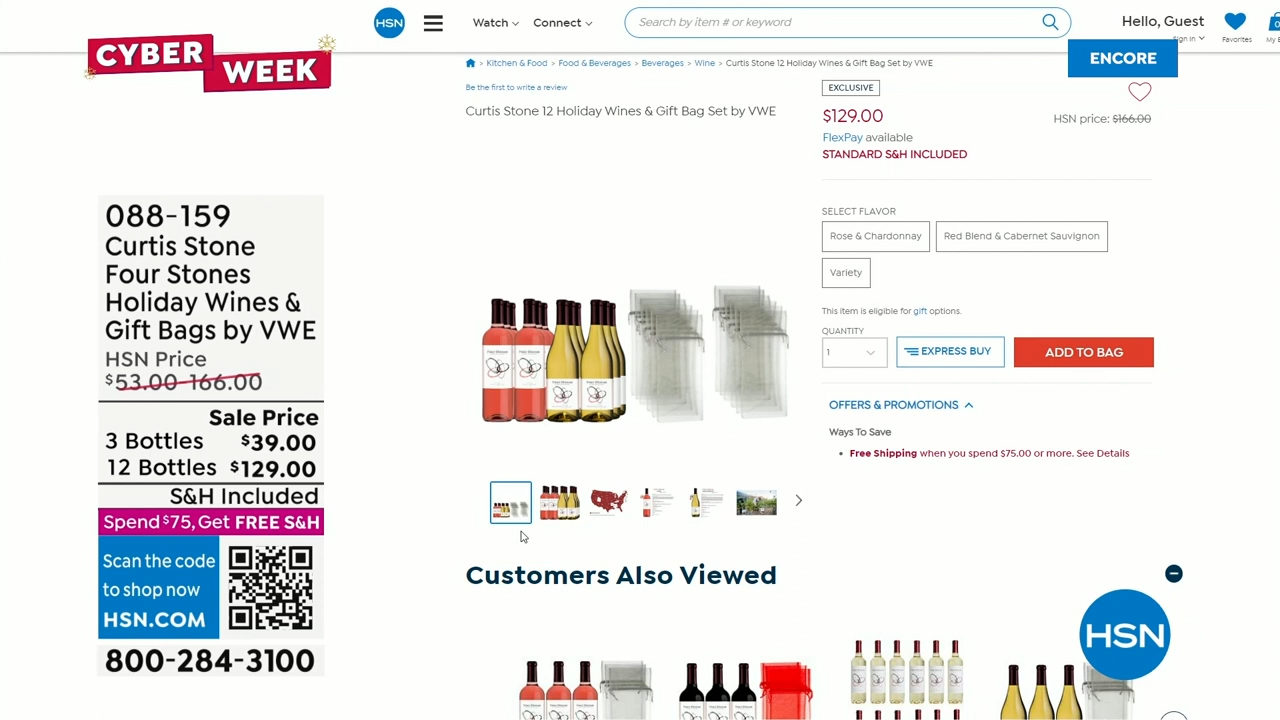 CYBER
WEEK
HSN
Watch
Connect
Search by item # or keyword
Hello, Guest
Sign In
Favorites
ENCORE
> Kitchen & Food > Food & Beverages > Beverages > Wine > Curtis Stone 12 Holiday Wines & Gift Bag Set by VWE
Be the first to write a review
Curtis Stone 12 Holiday Wines & Gift Bag Set by VWE
EXCLUSIVE
$129.00
HSN price: $166.00
FlexPay available
STANDARD S&H INCLUDED
SELECT FLAVOR
Rose & Chardonnay
Red Blend & Cabernet Sauvignon
Variety
This item is eligible for gift options.
QUANTITY
1
EXPRESS BUY
ADD TO BAG
OFFERS & PROMOTIONS
Ways To Save
• Free Shipping when you spend $75.00 or more. See Details
Customers Also Viewed
HSN
088-159
Curtis Stone
Four Stones
Holiday Wines &
Gift Bags by VWE
HSN Price
$53.00-166.00
Sale Price
3 Bottles $39.00
12 Bottles $129.00
S&H Included
Spend $75, Get FREE S&H
Scan the code
to shop now
HSN.COM
800-284-3100